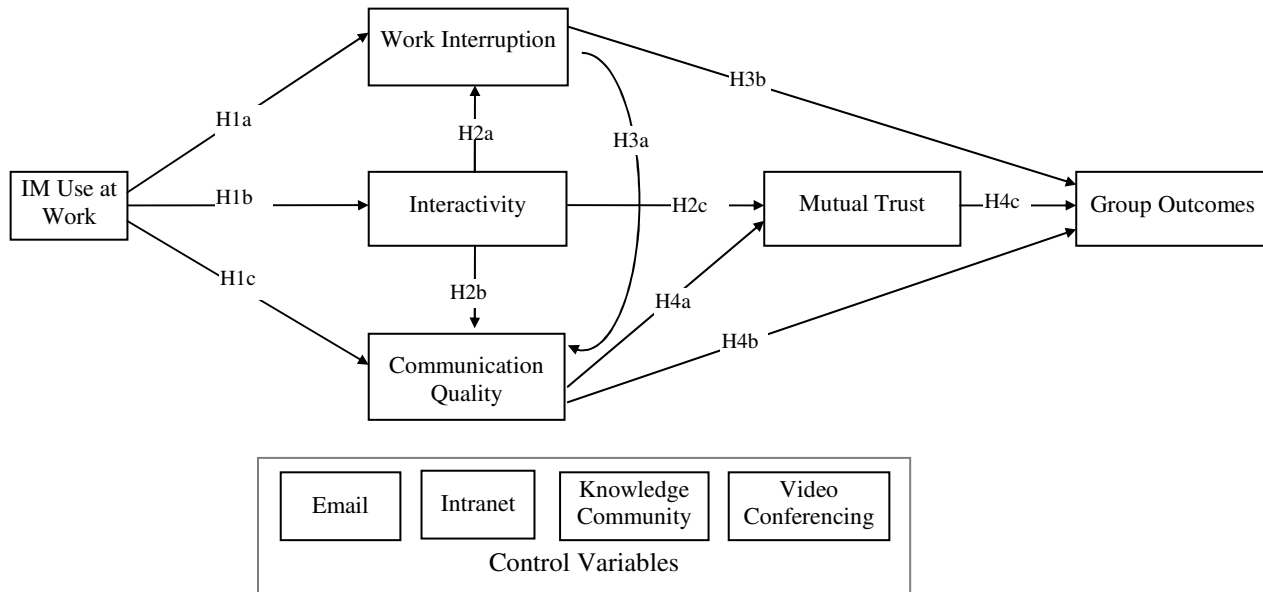 Work Interruption
H3b
H1a
H2a
H3a
IM Use at
Work
H1b
Interactivity
H2c
Mutual Trust
H4c
Group Outcomes
H1c
H2b
H4a
H4b
Communication
Quality
Email
Intranet
Knowledge
Community
Video
Conferencing
Control Variables